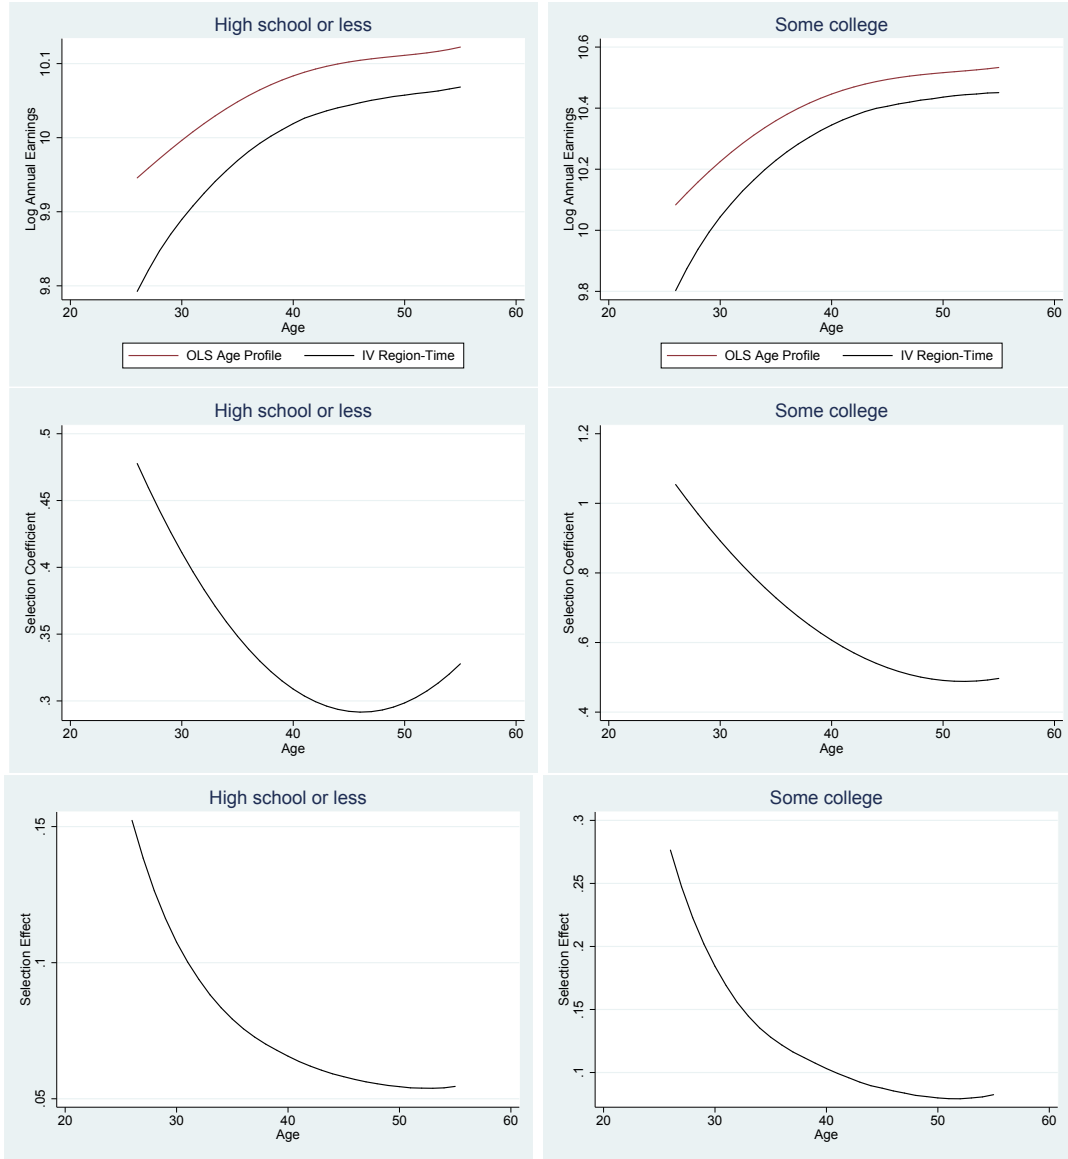 High school or less
Log Annual Earnings
10.1
10
9.9
9.8
20 30 40 50 60
Age
OLS Age Profile IV Region-Time
Some college
Log Annual Earnings
10.6
10.4
10.2
10.0
9.8
20 30 40 50 60
Age
OLS Age Profile IV Region-Time
High school or less
Selection Coefficient
.5
.45
.4
.35
.3
20 30 40 50 60
Age
Some college
Selection Coefficient
1.2
1
.8
.6
.4
20 30 40 50 60
Age
High school or less
Selection Effect
.15
.1
.05
20 30 40 50 60
Age
Some college
Selection Effect
.3
.25
.2
.15
.1
20 30 40 50 60
Age